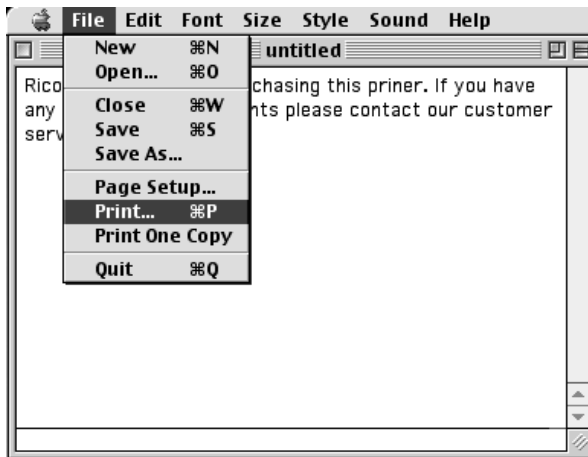 File Edit Font Size Style Sound Help
untitled
New ⌘N
Open... ⌘O
Close ⌘W
Save ⌘S
Save As...
Page Setup...
Print... ⌘P
Print One Copy
Quit ⌘Q
Rico chasing this priner. If you have
any nts please contact our customer
serv